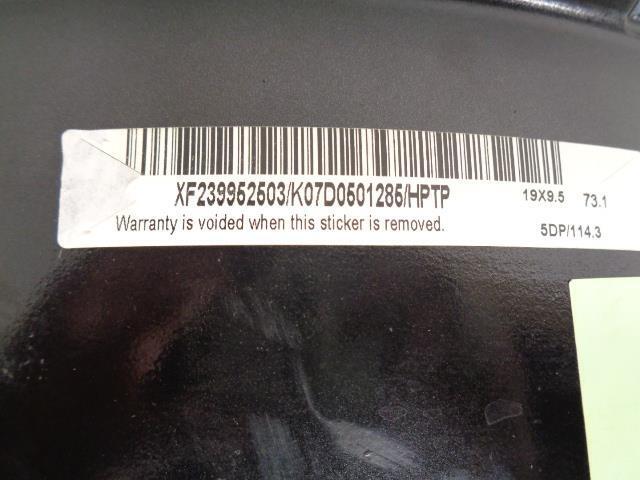 XF239952503/K07D0501285/HPTP 19X9.5 73.1
Warranty is voided when this sticker is removed. 5DP/114.3